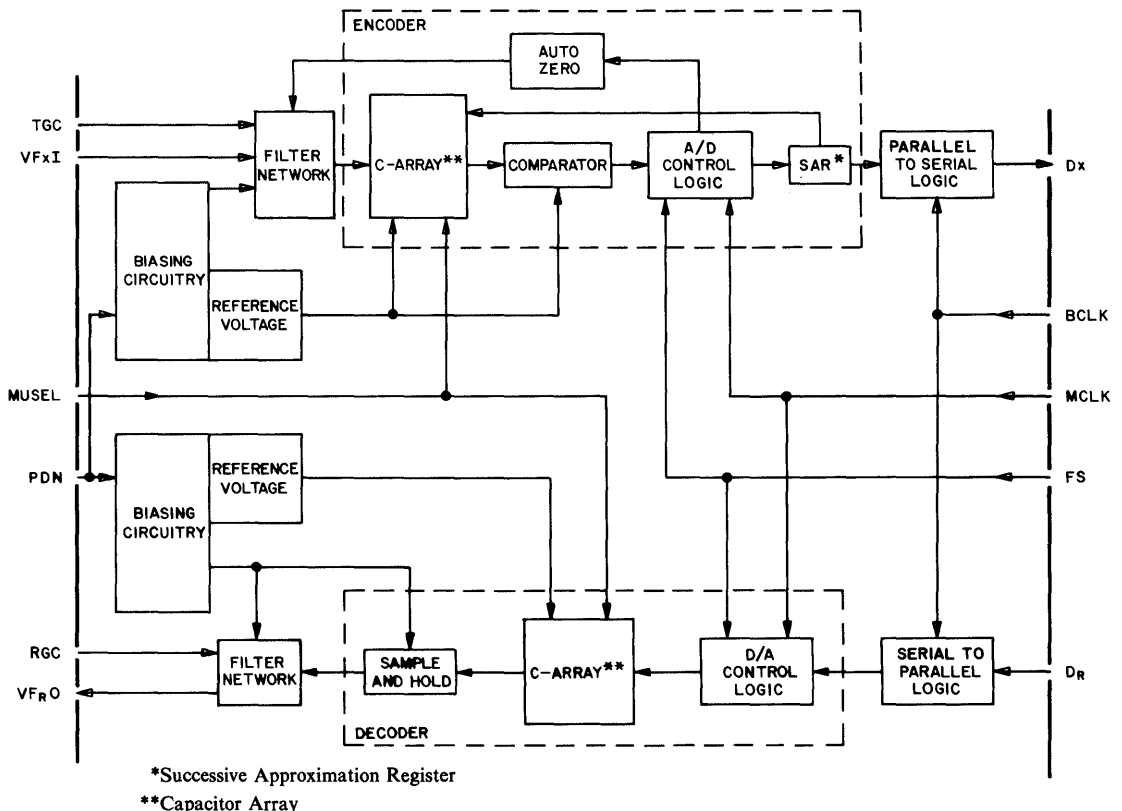 ENCODER
AUTO
ZERO
TGC
VFXI
FILTER
NETWORK
C-ARRAY**
COMPARATOR
A/D
CONTROL
LOGIC
SAR*
PARALLEL
TO SERIAL
LOGIC
DX
BIASING
CIRCUITRY
REFERENCE
VOLTAGE
BCLK
MUSEL
MCLK
PDN
BIASING
CIRCUITRY
REFERENCE
VOLTAGE
FS
RGC
VFRO
FILTER
NETWORK
SAMPLE
AND HOLD
C-ARRAY**
D/A
CONTROL
LOGIC
SERIAL TO
PARALLEL
LOGIC
DR
DECODER
*Successive Approximation Register
**Capacitor Array